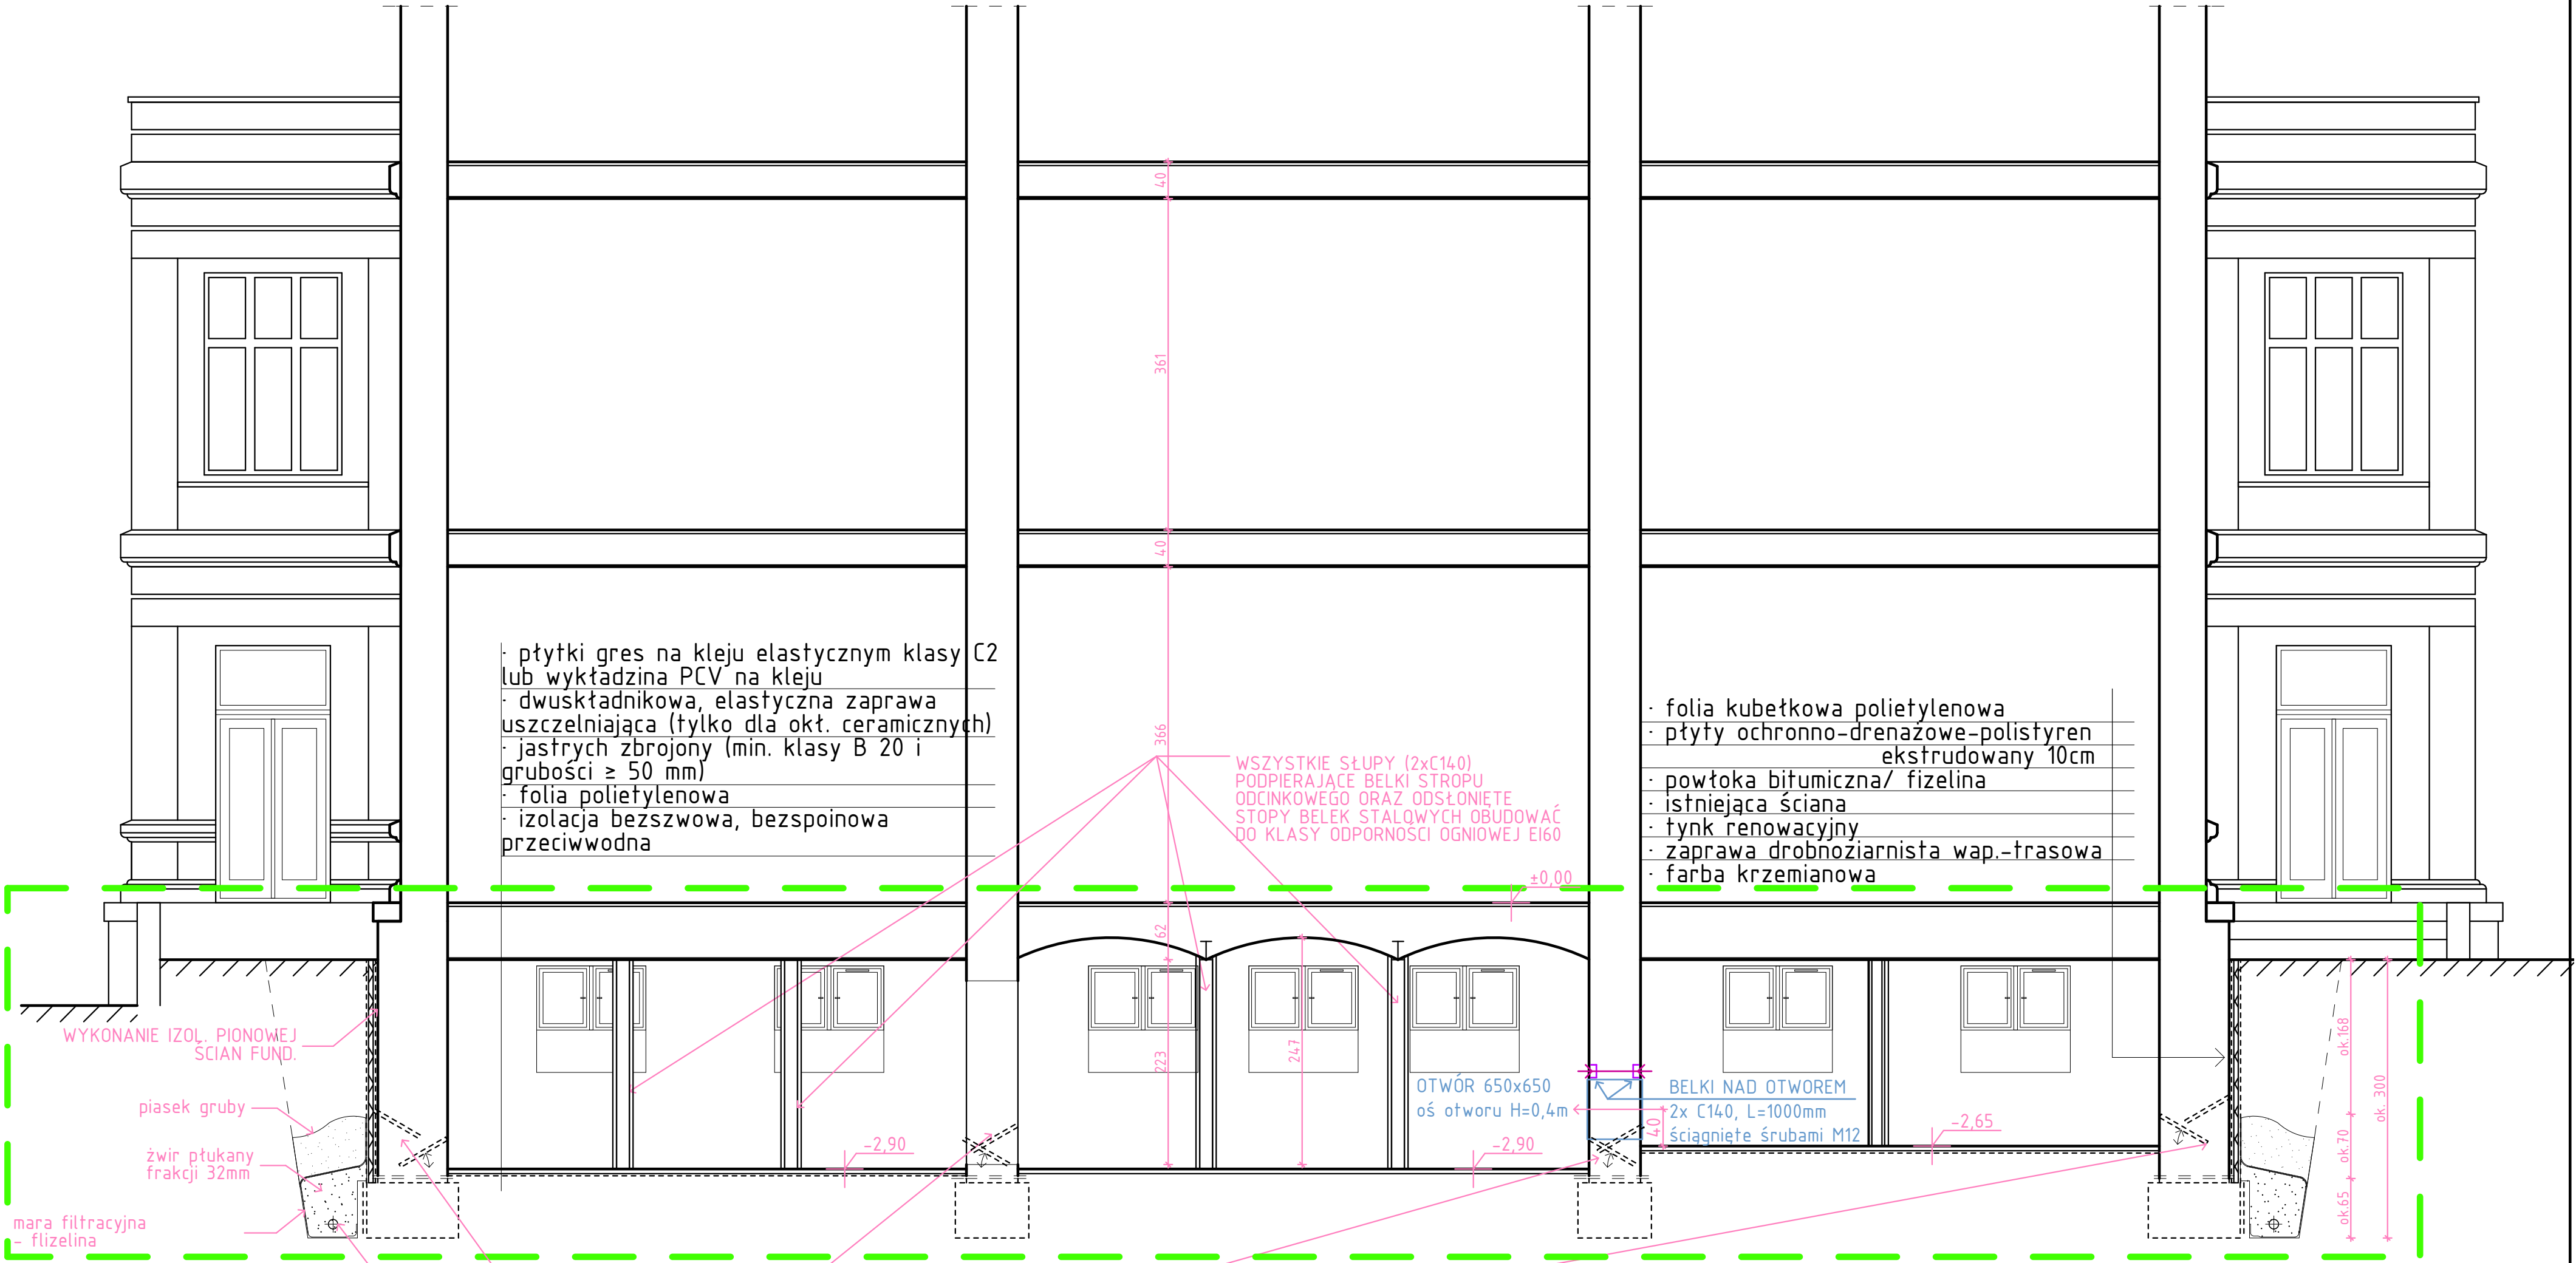 40
361
40
366
· płytki gres na kleju elastycznym klasy C2
lub wykładzina PCV na kleju
· dwuskładnikowa, elastyczna zaprawa
uszczelniająca (tylko dla okł. ceramicznych)
· jastrych zbrojony (min. klasy B 20 i
grubości ≥ 50 mm)
· folia polietylenowa
· izolacja bezszwowa, bezspoinowa
przeciwwodna
WSZYSTKIE SŁUPY (2xC140)
PODPIERAJĄCE BELKI STROPU
ODCINKOWEGO ORAZ ODSŁONIĘTE
STOPY BELEK STALOWYCH OBUDOWAĆ
DO KLASY ODPORNOŚCI OGNIOWEJ EI60
· folia kubełkowa polietylenowa
· płyty ochronno-drenażowe-polistyren
ekstrudowany 10cm
· powłoka bitumiczna/ fizelina
· istniejąca ściana
· tynk renowacyjny
· zaprawa drobnoziarnista wap.-trasowa
· farba krzemianowa
±0,00
62
223
247
WYKONANIE IZOL. PIONOWEJ
ŚCIAN FUND.
piasek gruby
żwir płukany
frakcji 32mm
mara filtracyjna
- flizelina
-2,90
-2,90
OTWÓR 650x650
oś otworu H=0,4m
BELKI NAD OTWOREM
2x C140, L=1000mm
ściągnięte śrubami M12
40
-2,65
ok.168
ok.70
ok.65
ok. 300